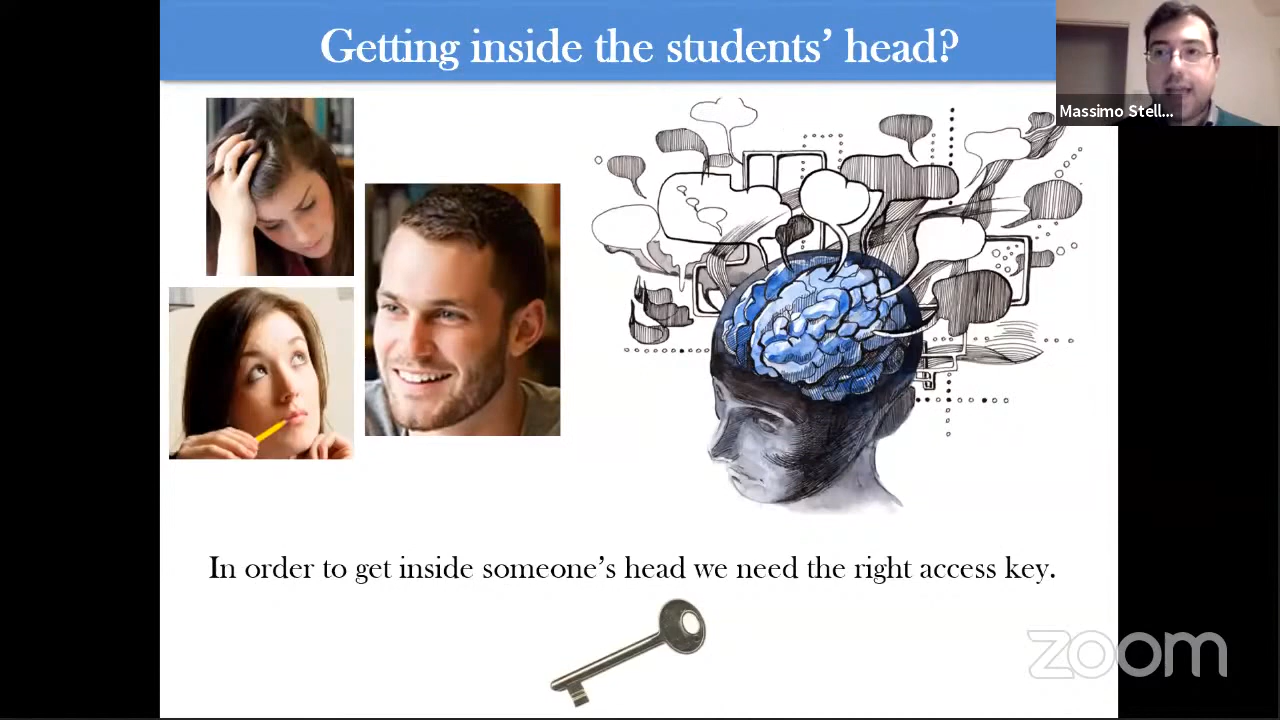 Getting inside the students’ head?
Massimo Stell...
In order to get inside someone’s head we need the right access key.
zoom